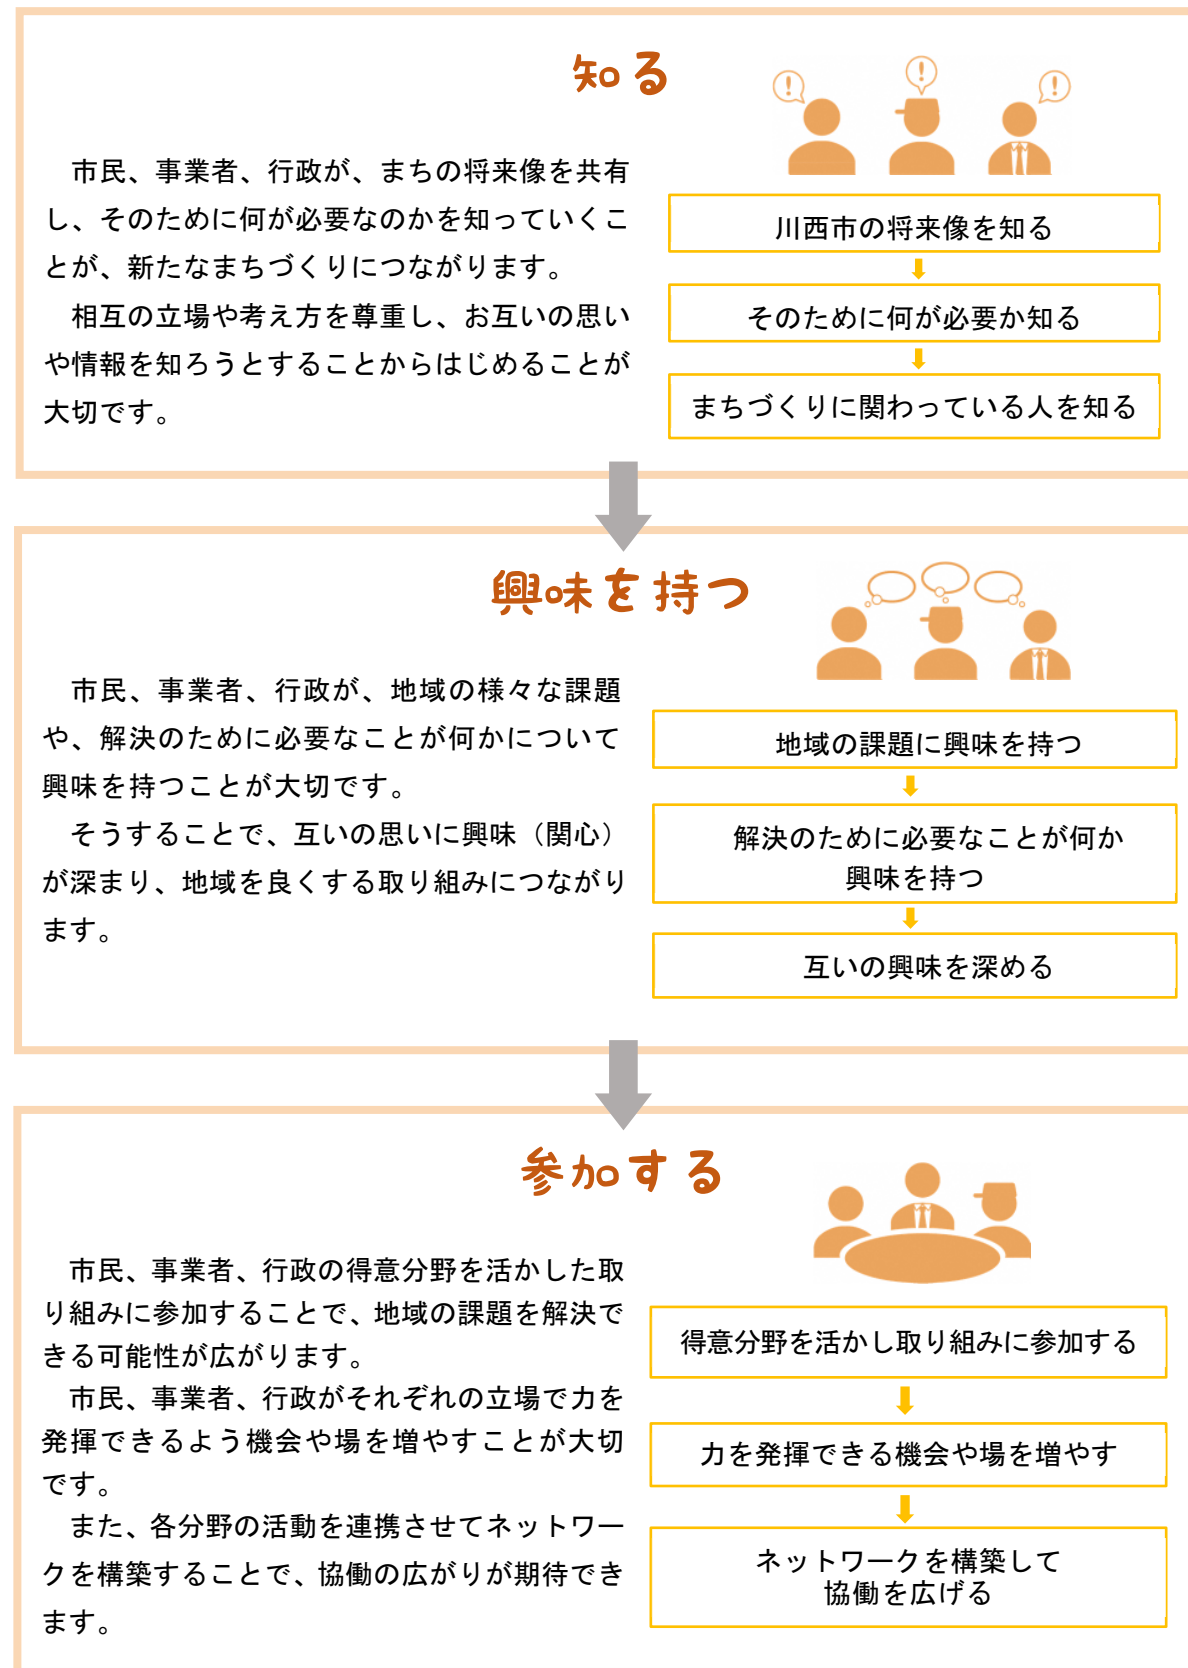 知る
市民、事業者、行政が、まちの将来像を共有
し、そのために何が必要なのかを知っていくこ
とが、新たなまちづくりにつながります。
相互の立場や考え方を尊重し、お互いの思い
や情報を知ろうとすることからはじめることが
大切です。
! ! !
川西市の将来像を知る
そのために何が必要か知る
まちづくりに関わっている人を知る
興味を持つ
市民、事業者、行政が、地域の様々な課題
や、解決のために必要なことが何かについて
興味を持つことが大切です。
そうすることで、互いの思いに興味（関心）
が深まり、地域を良くする取り組みにつながり
ます。
地域の課題に興味を持つ
解決のために必要なことが何か
興味を持つ
互いの興味を深める
参加する
市民、事業者、行政の得意分野を活かした取
り組みに参加することで、地域の課題を解決で
きる可能性が広がります。
市民、事業者、行政がそれぞれの立場で力を
発揮できるよう機会や場を増やすことが大切
です。
また、各分野の活動を連携させてネットワー
クを構築することで、協働の広がりが期待でき
ます。
得意分野を活かし取り組みに参加する
力を発揮できる機会や場を増やす
ネットワークを構築して
協働を広げる